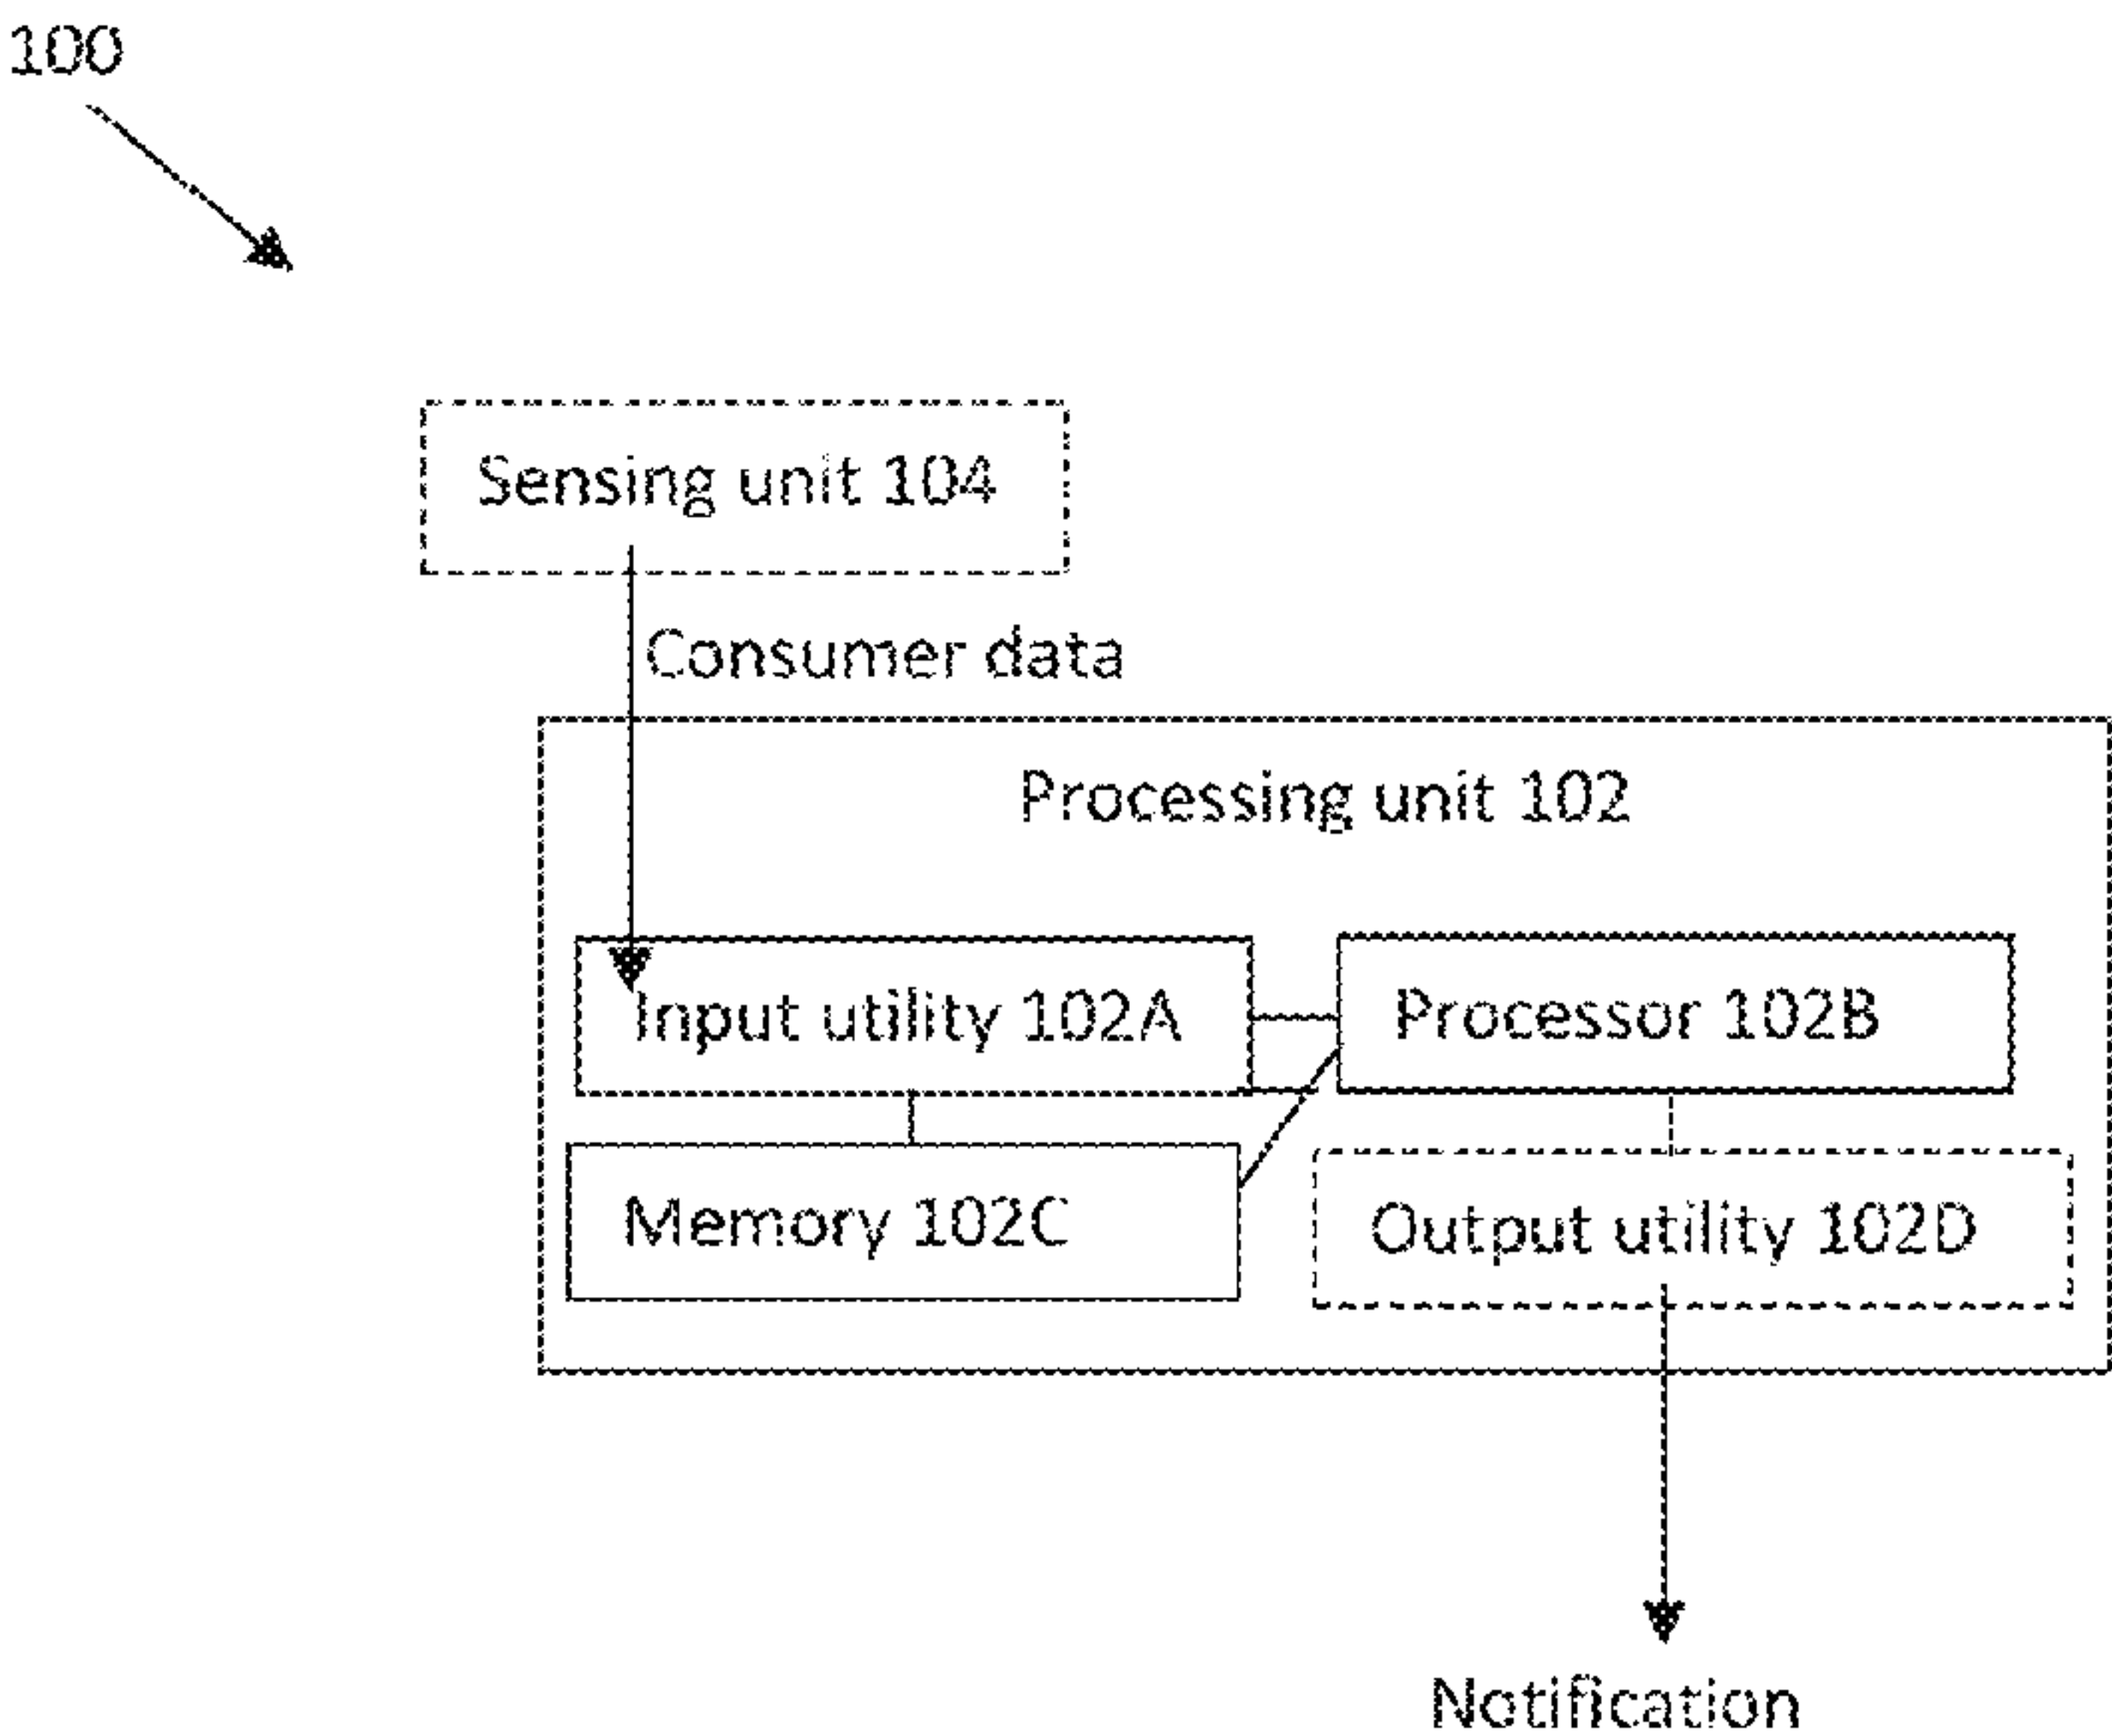 100
Sensing unit 104
Consumer data
Processing unit 102
Input utility 102A
Processor 102B
Memory 102C
Output utility 102D
Notification